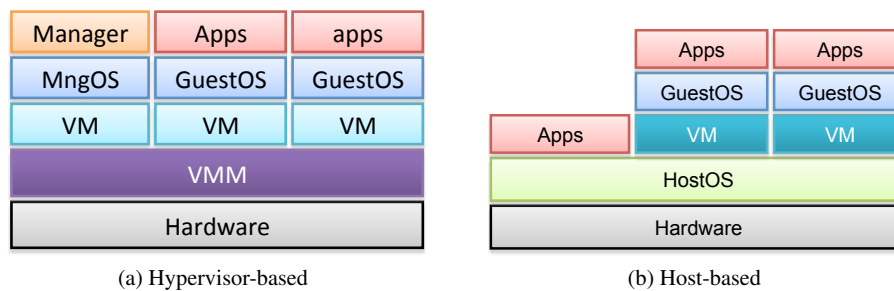 Manager Apps apps
MngOS GuestOS GuestOS
VM VM VM
VMM
Hardware
(a) Hypervisor-based
Apps Apps
GuestOS GuestOS
Apps VM VM
HostOS
Hardware
(b) Host-based